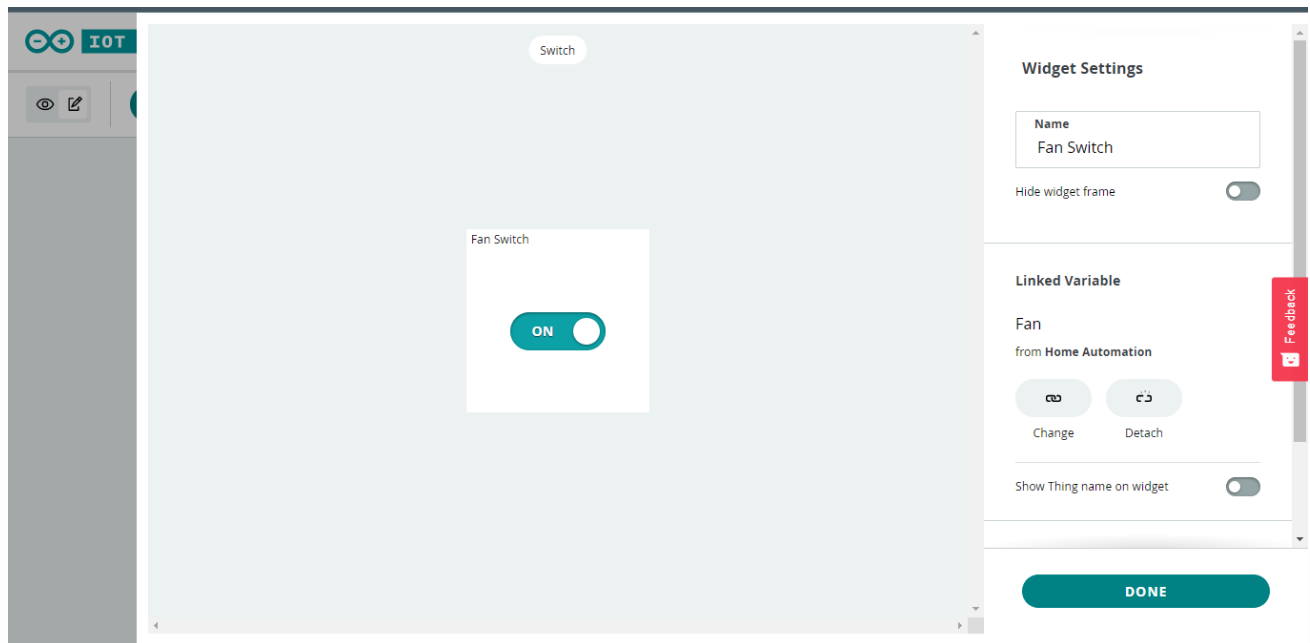 IOT
Switch
Widget Settings
Name
Fan Switch
Hide widget frame
Fan Switch
ON
Linked Variable
Fan
from Home Automation
Change Detach
Show Thing name on widget
Feedback
DONE